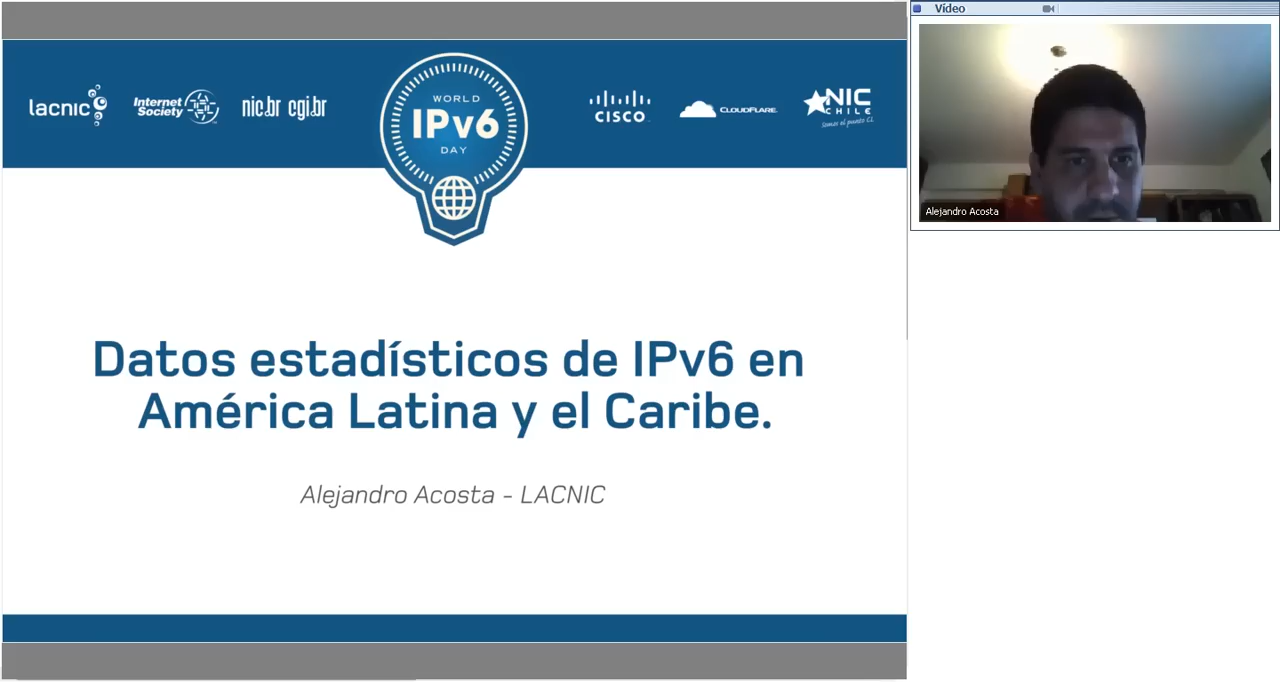 Vídeo
lacnic
Internet Society
nic.br cgi.br
WORLD
IPv6
DAY
CISCO
CLOUDFLARE
NIC
CHILE
Somos el punto CL
Alejandro Acosta
Datos estadísticos de IPv6 en
América Latina y el Caribe.
Alejandro Acosta - LACNIC